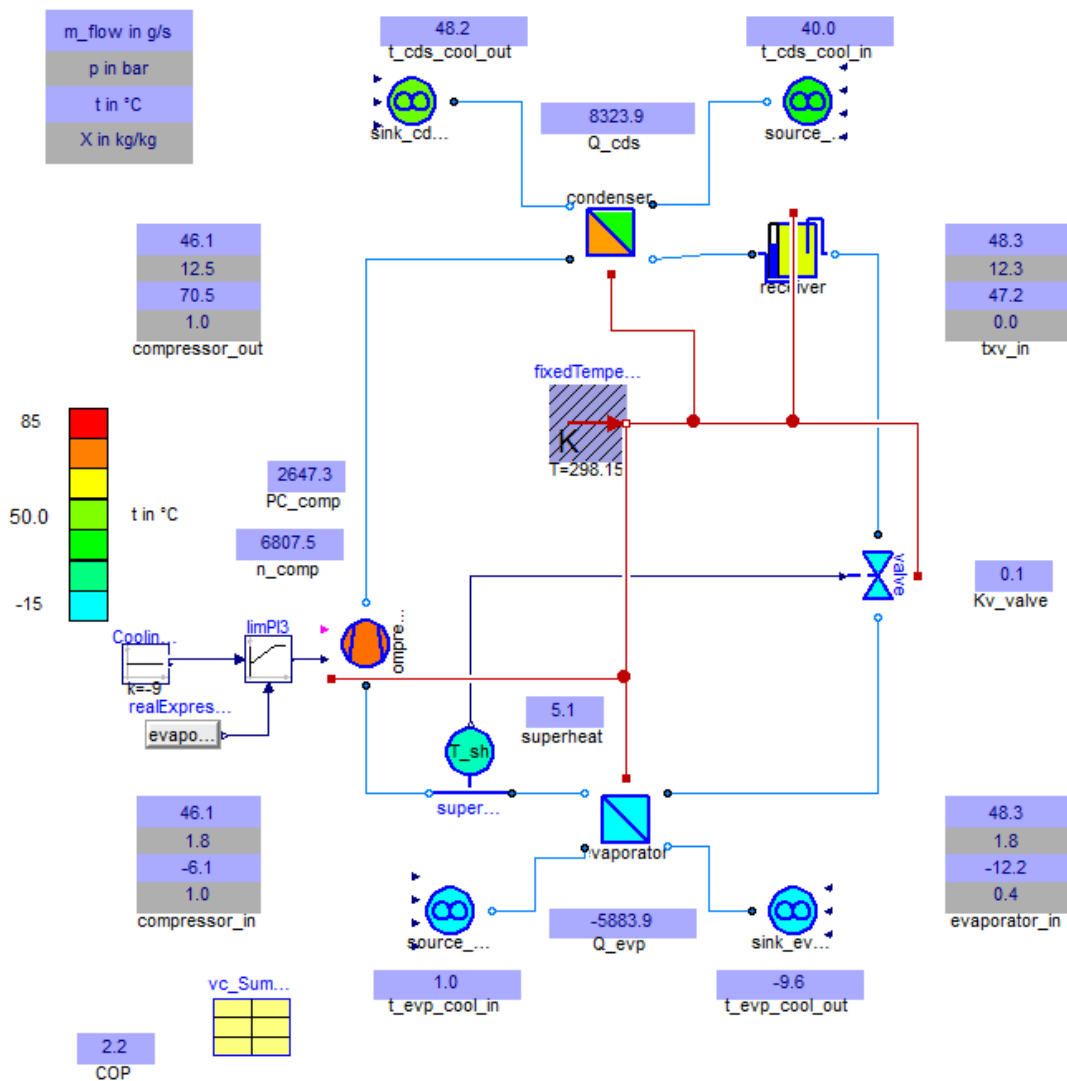 m_flow in g/s
p in bar
t in °C
X in kg/kg
48.2
t_cds_cool_out
40.0
t_cds_cool_in
sink_cd...
8323.9
Q_cds
source_...
condenser
receiver
46.1
12.5
70.5
1.0
compressor_out
48.3
12.3
47.2
0.0
txv_in
fixedTempe...
K
T=298.15
85
50.0
-15
t in °C
2647.3
PC_comp
6807.5
n_comp
valve
0.1
Kv_valve
Coolin...
k=-9
limPI3
ompre...
realExpres...
evapo...
T_sh
super...
5.1
superheat
evaporator
46.1
1.8
-6.1
1.0
compressor_in
48.3
1.8
-12.2
0.4
evaporator_in
source_...
-5883.9
Q_evp
sink_ev...
1.0
t_evp_cool_in
-9.6
t_evp_cool_out
vc_Sum...
2.2
COP